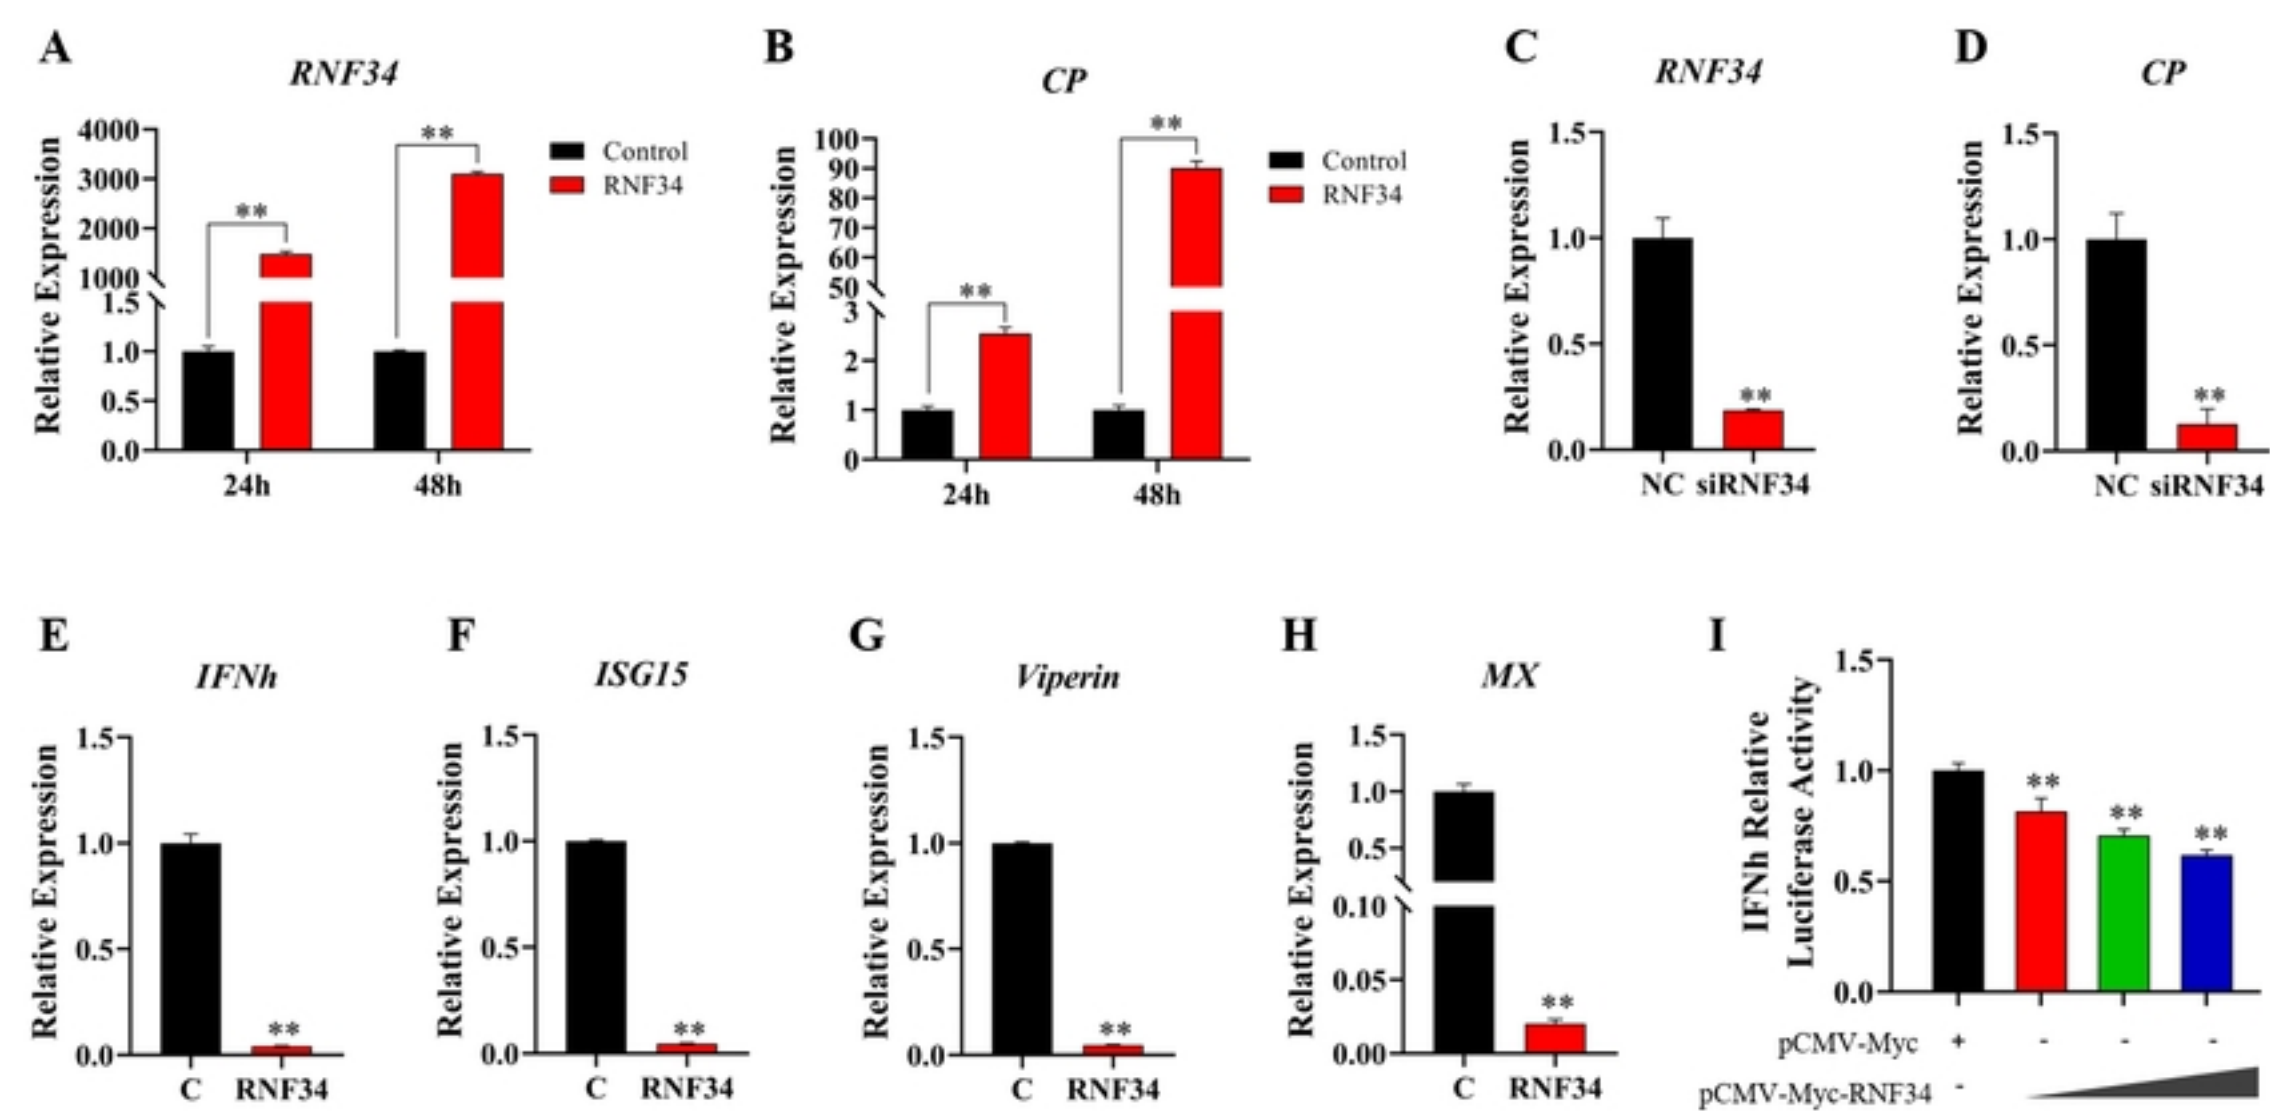 A
RNF34
Relative Expression
4000
3000
2000
1000
1.5
1.0
0.5
0.0
**
**
24h
48h
Control
RNF34
B
CP
Relative Expression
100
90
80
70
60
50
3
2
1
0
**
**
24h
48h
Control
RNF34
C
RNF34
Relative Expression
1.5
1.0
0.5
0.0
**
NC siRNF34
D
CP
Relative Expression
1.5
1.0
0.5
0.0
**
NC siRNF34
E
IFNh
Relative Expression
1.5
1.0
0.5
0.0
**
C RNF34
F
ISG15
Relative Expression
1.5
1.0
0.5
0.0
**
C RNF34
G
Viperin
Relative Expression
1.5
1.0
0.5
0.0
**
C RNF34
H
MX
Relative Expression
1.5
1.0
0.5
0.10
0.05
0.00
**
C RNF34
I
IFNh Relative
Luciferase Activity
1.5
1.0
0.5
0.0
**
**
**
pCMV-Myc + - - -
pCMV-Myc-RNF34 -